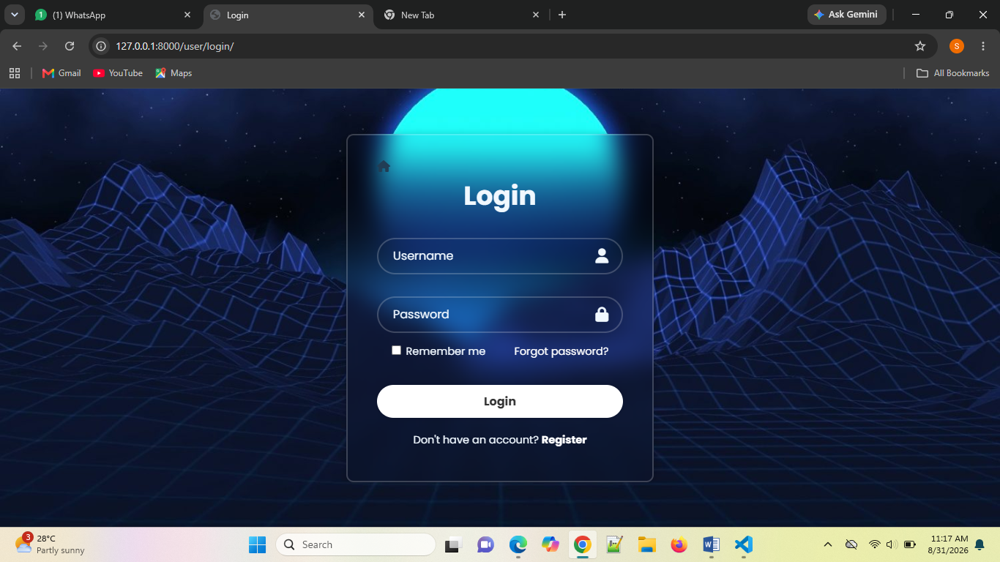 1 (1) WhatsApp
Login
New Tab
Ask Gemini
127.0.0.1:8000/user/login/
S
Gmail
YouTube
Maps
All Bookmarks
Login
Username
Password
Remember me
Forgot password?
Login
Don't have an account? Register
3
28°C
Partly sunny
Search
11:17 AM
8/31/2026